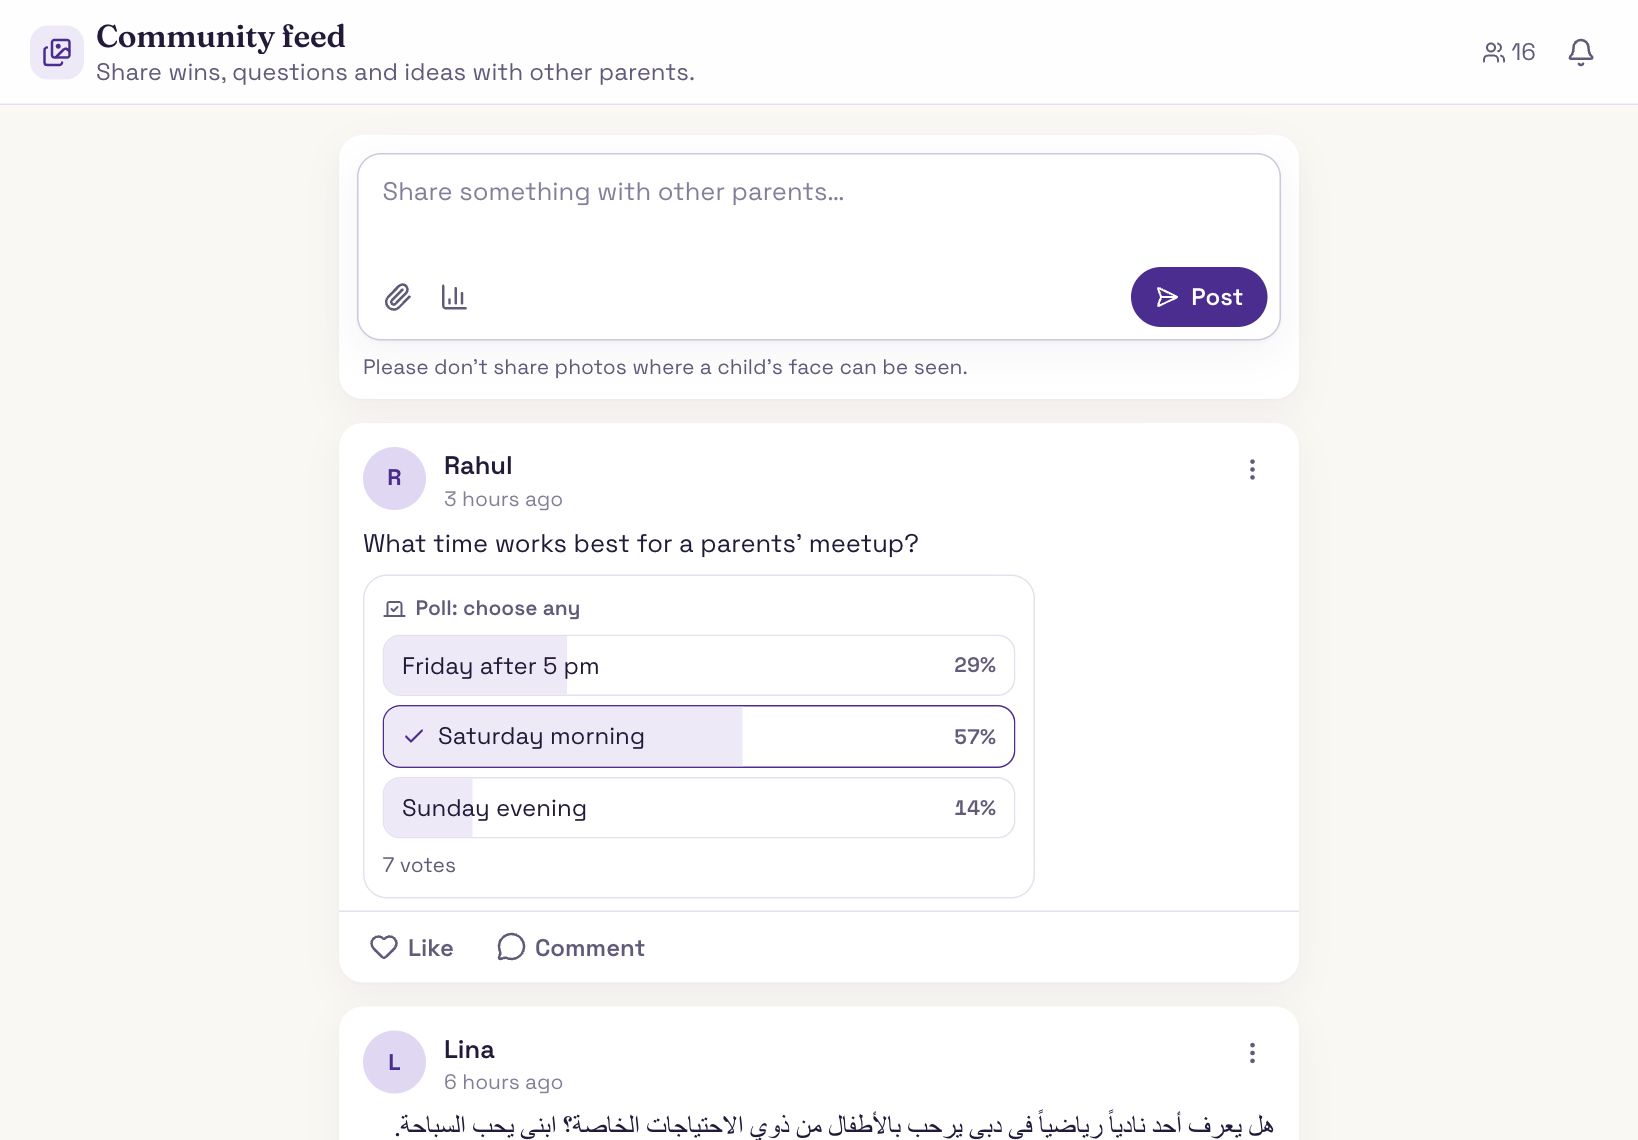 Community feed
Share wins, questions and ideas with other parents.
16
Share something with other parents...
Post
Please don't share photos where a child's face can be seen.
R
Rahul
3 hours ago
What time works best for a parents' meetup?
Poll: choose any
Friday after 5 pm 29%
Saturday morning 57%
Sunday evening 14%
7 votes
Like Comment
L
Lina
6 hours ago
هل يعرف أحد نادياً رياضياً في دبي يرحب بالأطفال من ذوي الاحتياجات الخاصة؟ ابني يحب السباحة.